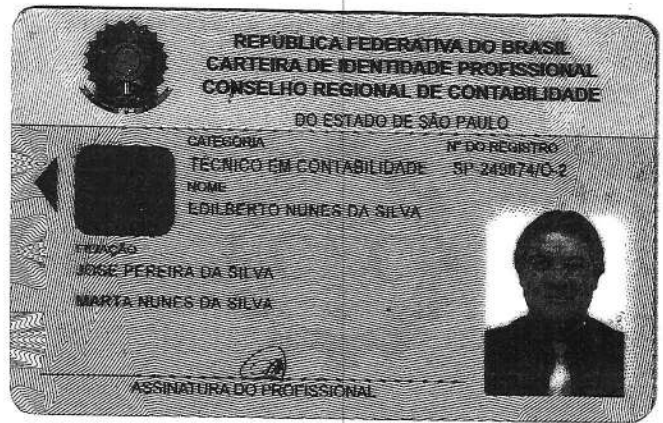 REPÚBLICA FEDERATIVA DO BRASIL
CARTEIRA DE IDENTIDADE PROFISSIONAL
CONSELHO REGIONAL DE CONTABILIDADE
DO ESTADO DE SÃO PAULO
CATEGORIA Nº DO REGISTRO
TÉCNICO EM CONTABILIDADE SP
NOME
EDILBERTO NUNES DA SILVA
FILIAÇÃO
JOSE PEREIRA DA SILVA
MARTA NUNES DA SILVA
ASSINATURA DO PROFISSIONAL